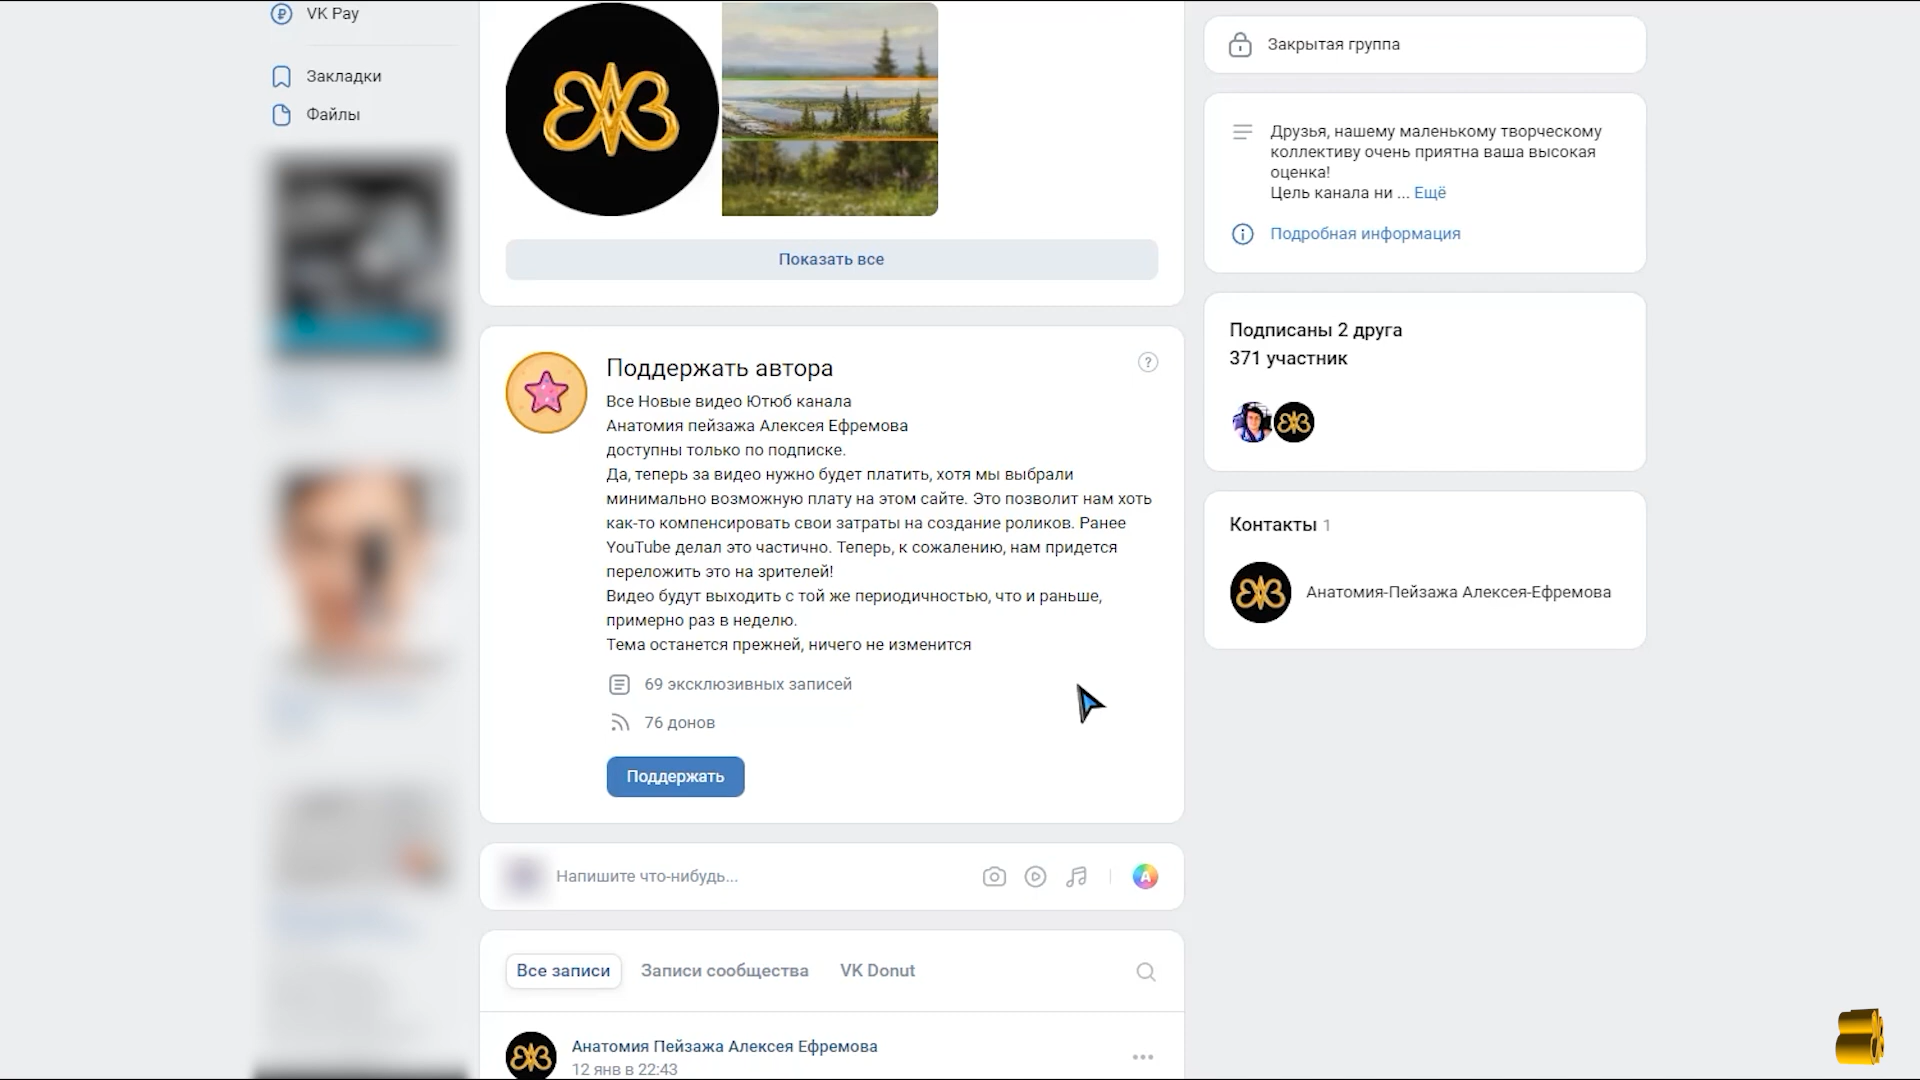 VK Pay
Закладки
Файлы
Показать все
Поддержать автора
Все Новые видео Ютюб канала
Анатомия пейзажа Алексея Ефремова
доступны только по подписке.
Да, теперь за видео нужно будет платить, хотя мы выбрали
минимально возможную плату на этом сайте. Это позволит нам хоть
как-то компенсировать свои затраты на создание роликов. Ранее
YouTube делал это частично. Теперь, к сожалению, нам придется
переложить это на зрителей!
Видео будут выходить с той же периодичностью, что и раньше,
примерно раз в неделю.
Тема останется прежней, ничего не изменится
69 эксклюзивных записей
76 донов
Поддержать
Напишите что-нибудь...
Все записи Записи сообщества VK Donut
Анатомия Пейзажа Алексея Ефремова
12 янв в 22:43
Закрытая группа
Друзья, нашему маленькому творческому
коллективу очень приятна ваша высокая
оценка!
Цель канала ни ... Ещё
Подробная информация
Подписаны 2 друга
371 участник
Контакты 1
Анатомия-Пейзажа Алексея-Ефремова